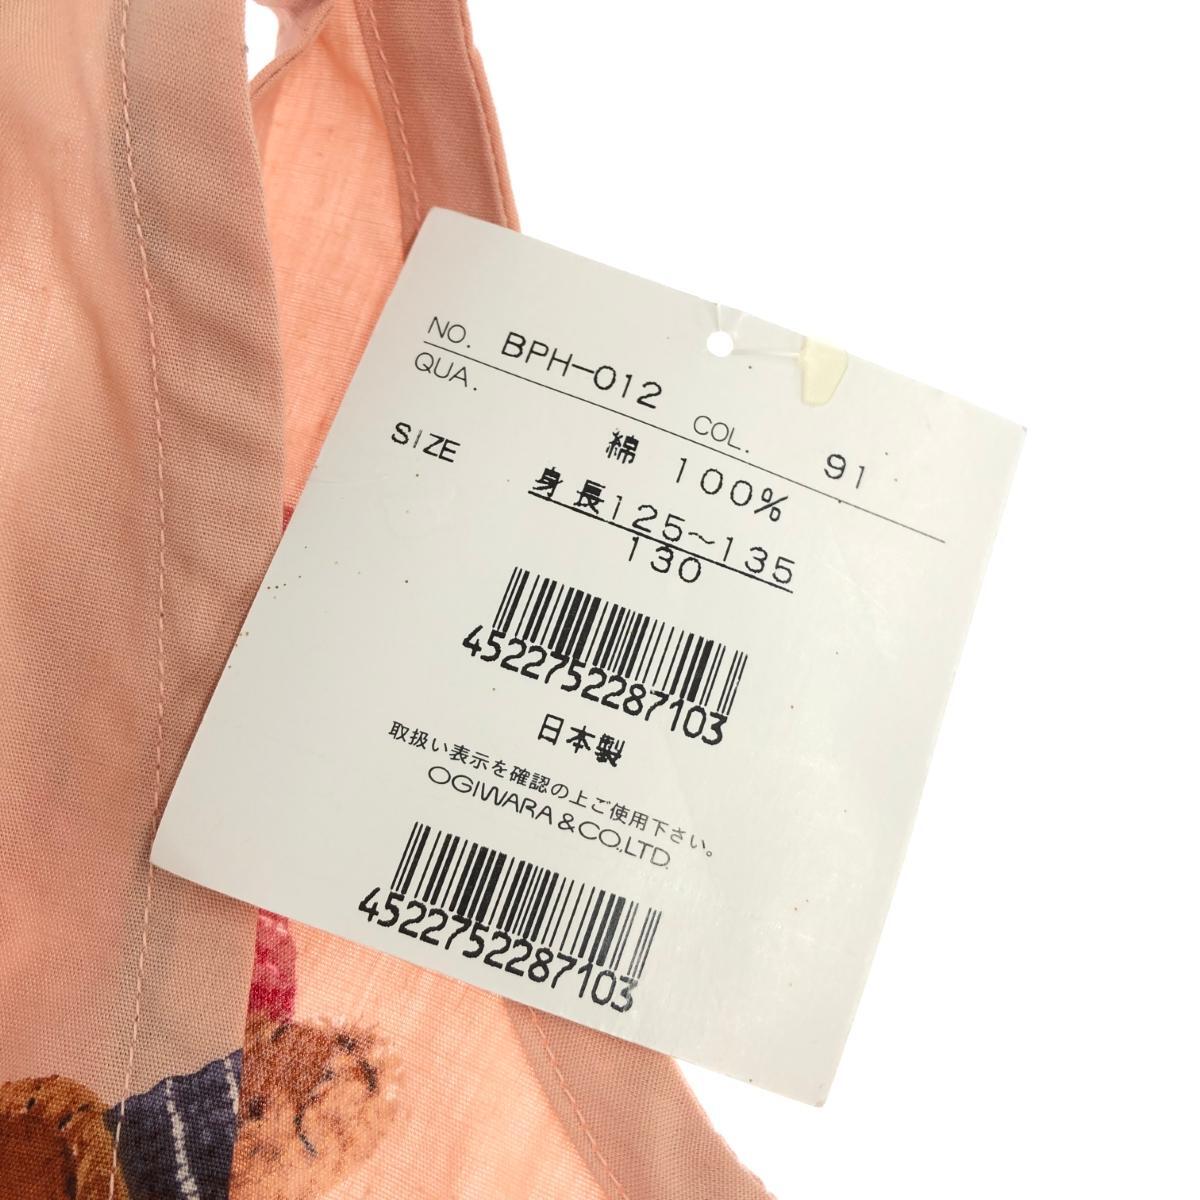 NO. BPH-012 COL. 91
QUA. 綿 100%
SIZE 身長125~135
130
4522752287103
日本製
取扱い表示を確認の上ご使用下さい。
OGIWARA & CO.,LTD.
4522752287103